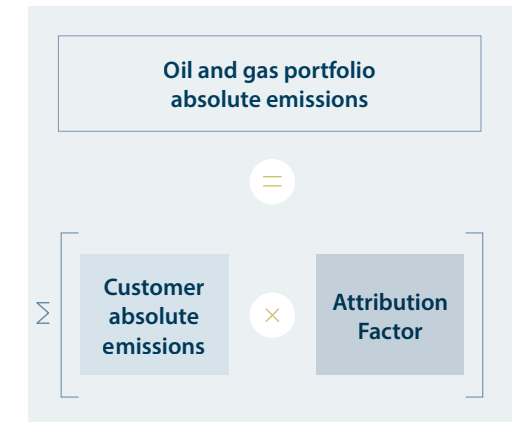 Oil and gas portfolio
absolute emissions
=
Σ
Customer
absolute
emissions
×
Attribution
Factor